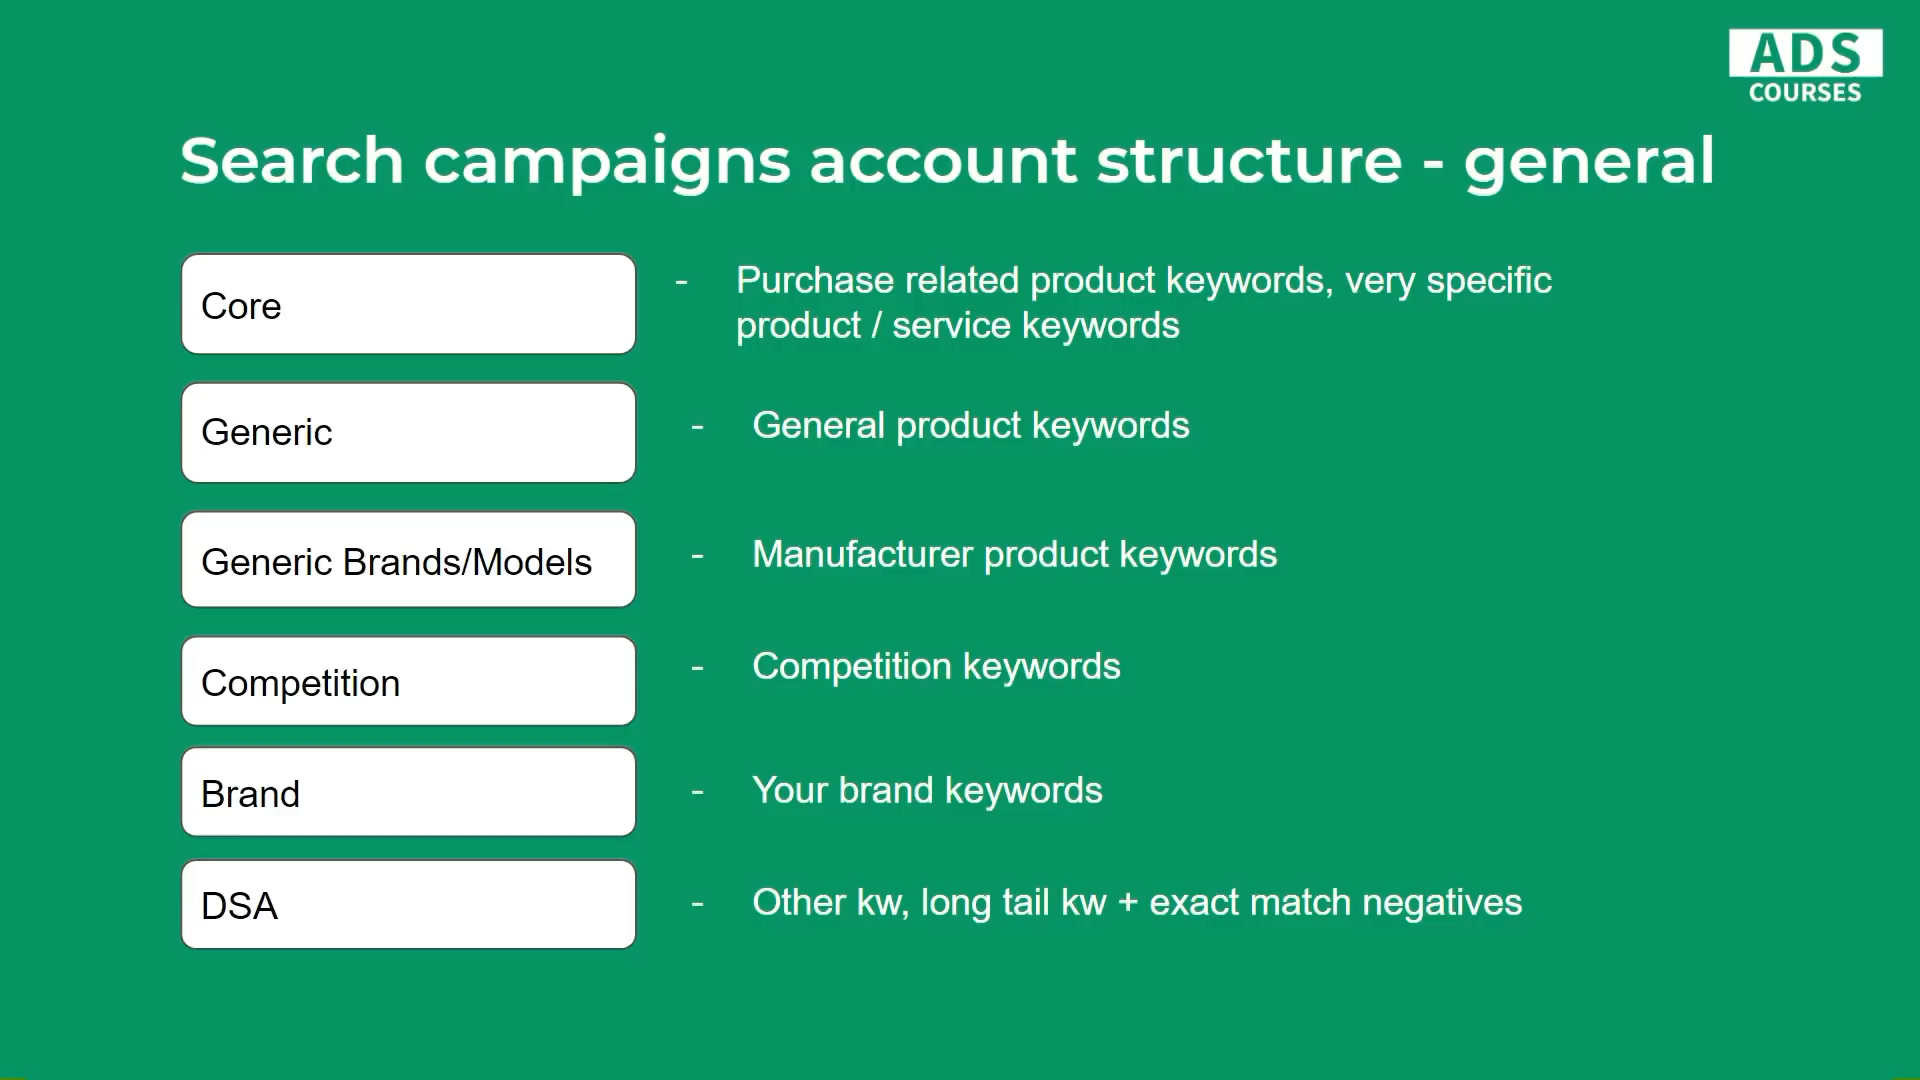 ADS
COURSES
Search campaigns account structure - general
Core
- Purchase related product keywords, very specific
product / service keywords
Generic
- General product keywords
Generic Brands/Models
- Manufacturer product keywords
Competition
- Competition keywords
Brand
- Your brand keywords
DSA
- Other kw, long tail kw + exact match negatives